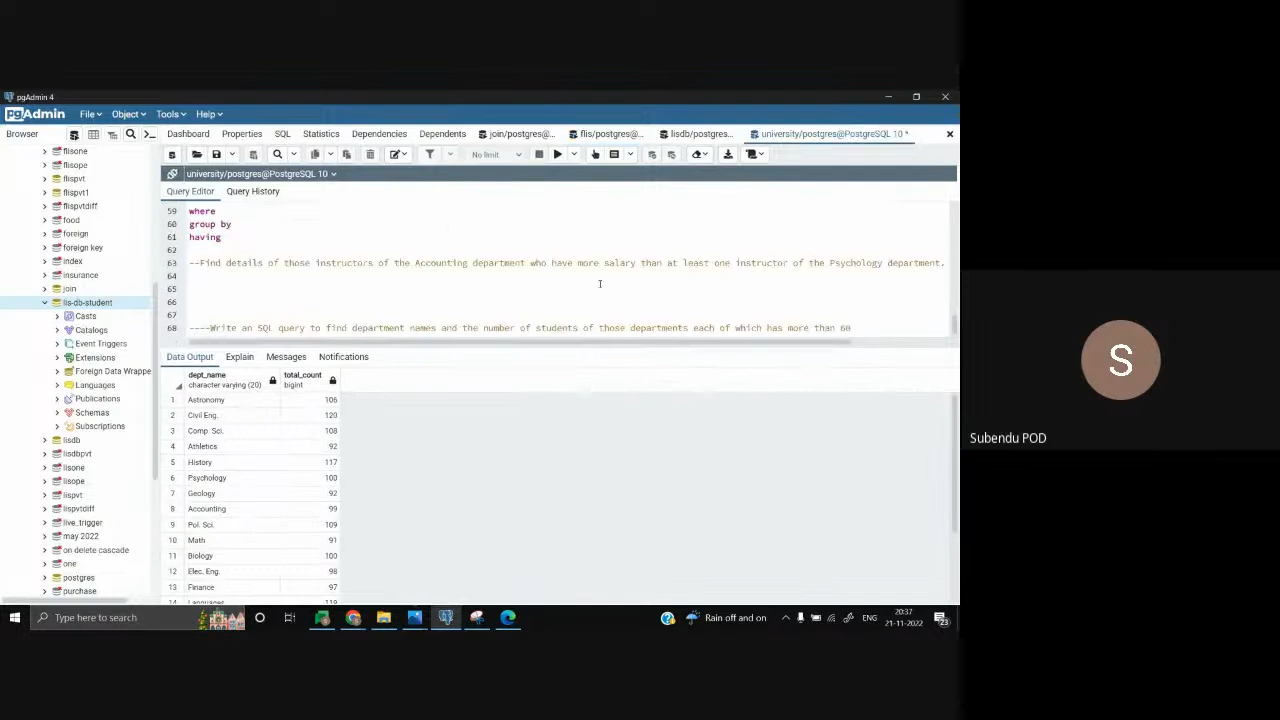 pgAdmin 4
pgAdmin File Object Tools Help
Browser Dashboard Properties SQL Statistics Dependencies Dependents join/postgres@... flis/postgres@... lisdb/postgres... university/postgres@PostgreSQL 10 *
No limit
university/postgres@PostgreSQL 10
Query Editor Query History
flisone
flisope
flispvt
flispvt1
flispvtdiff
food
foreign
foreign key
index
insurance
join
lis-db-student
Casts
Catalogs
Event Triggers
Extensions
Foreign Data Wrappe
Languages
Publications
Schemas
Subscriptions
lisdb
lisdbpvt
lisone
lisope
lispvt
lispvtdiff
live_trigger
may 2022
on delete cascade
one
postgres
purchase
59 where
60 group by
61 having
62
63 --Find details of those instructors of the Accounting department who have more salary than at least one instructor of the Psychology department.
64
65
66
67
68 ----Write an SQL query to find department names and the number of students of those departments each of which has more than 60
Data Output Explain Messages Notifications
dept_name total_count
character varying (20) bigint
1 Astronomy 106
2 Civil Eng. 120
3 Comp. Sci. 108
4 Athletics 92
5 History 117
6 Psychology 100
7 Geology 92
8 Accounting 99
9 Pol. Sci. 109
10 Math 91
11 Biology 100
12 Elec. Eng. 98
13 Finance 97
14 Languages 119
S
Subendu POD
Type here to search
Rain off and on
ENG
20:37
21-11-2022
23